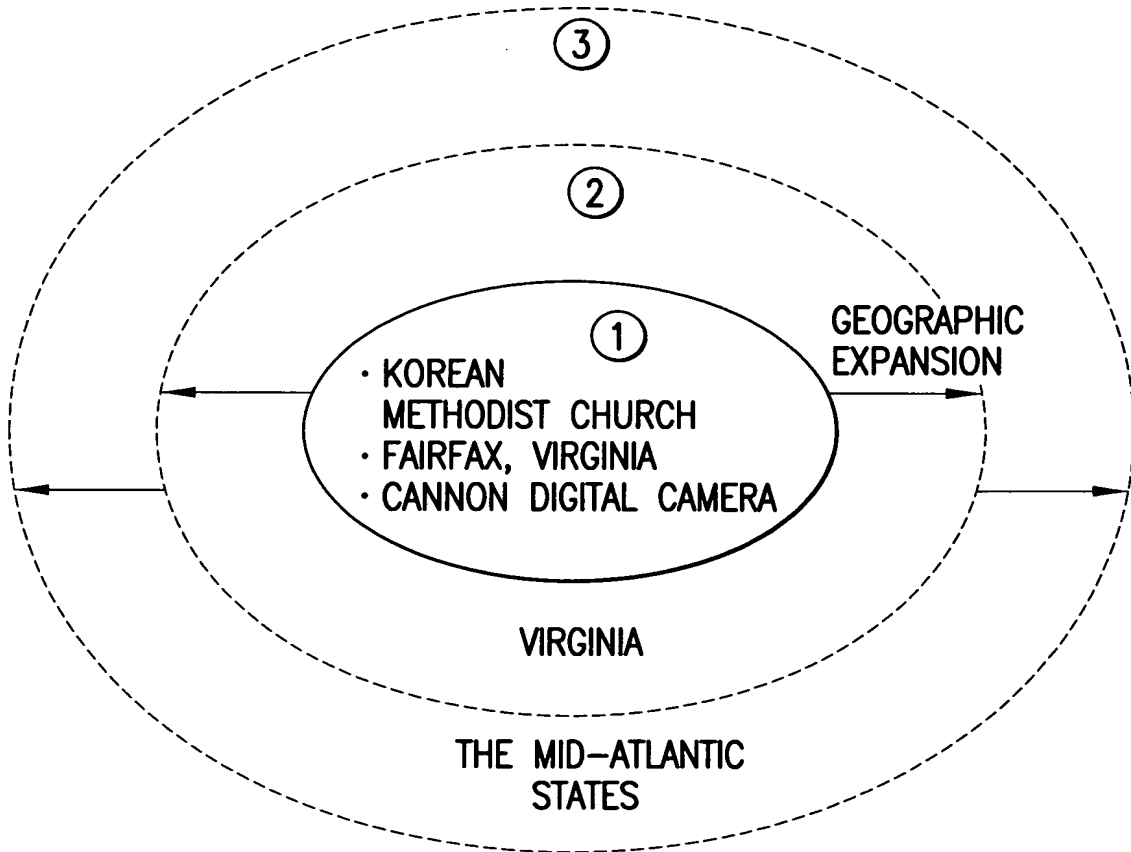 3
2
1
GEOGRAPHIC
EXPANSION
· KOREAN
METHODIST CHURCH
· FAIRFAX, VIRGINIA
· CANNON DIGITAL CAMERA
VIRGINIA
THE MID-ATLANTIC
STATES